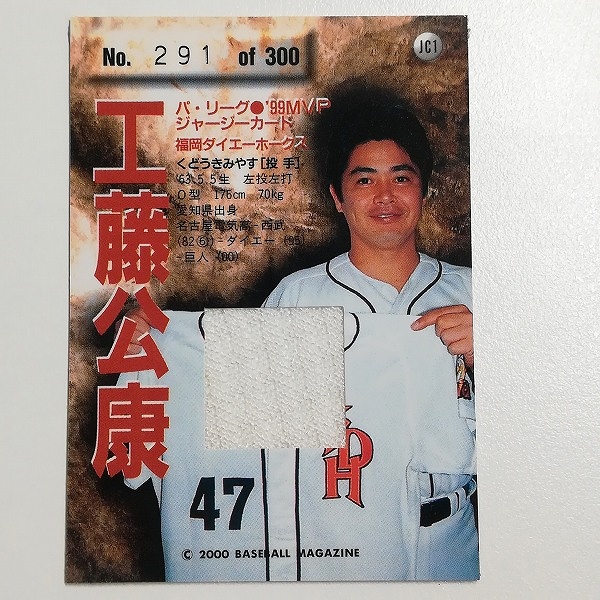 No. 291 of 300
JC1
工藤公康
パ・リーグ●'99MVP
ジャージーカード
福岡ダイエーホークス
くどうきみやす[投 手]
'63.5.5生 左投左打
O型 176cm 70kg
愛知県出身
名古屋電気高−西武
(82⑥)−ダイエー(95)
−巨人(00)
47
DH
© 2000 BASEBALL MAGAZINE